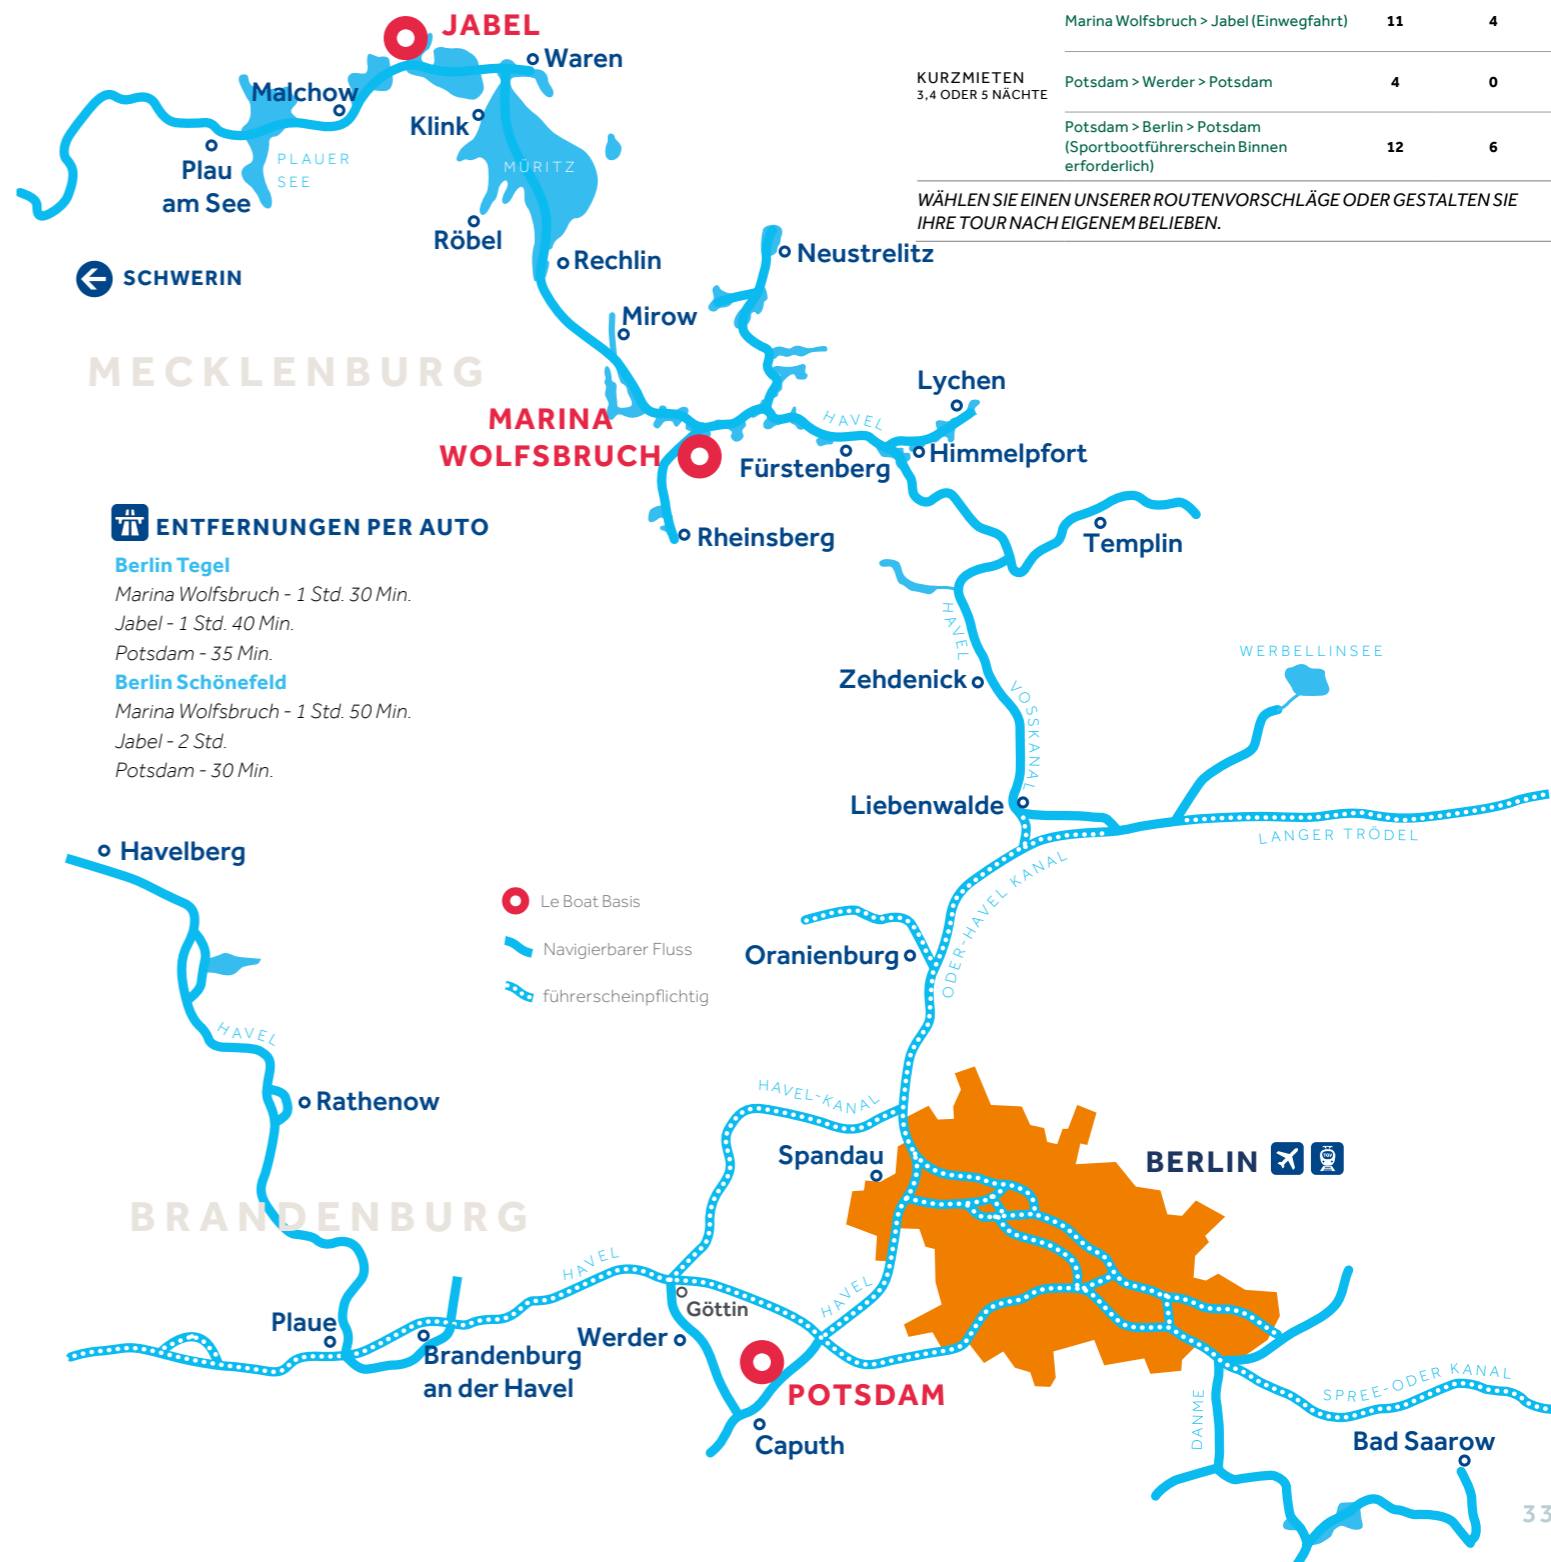 Marina Wolfsbruch > Jabel (Einwegfahrt) 11 4
KURZMIETEN
3,4 ODER 5 NÄCHTE
Potsdam > Werder > Potsdam 4 0
Potsdam > Berlin > Potsdam
(Sportbootführerschein Binnen
erforderlich)
12 6
WÄHLEN SIE EINEN UNSERER ROUTENVORSCHLÄGE ODER GESTALTEN SIE
IHRE TOUR NACH EIGENEM BELIEBEN.
JABEL
Waren
Malchow
Klink
PLAUER
SEE
MÜRITZ
Plau
am See
Röbel
Rechlin
Neustrelitz
SCHWERIN
Mirow
MECKLENBURG
Lychen
MARINA
WOLFSBRUCH
HAVEL
Fürstenberg
Himmelpfort
Rheinsberg
Templin
ENTFERNUNGEN PER AUTO
Berlin Tegel
Marina Wolfsbruch - 1 Std. 30 Min.
Jabel - 1 Std. 40 Min.
Potsdam - 35 Min.
Berlin Schönefeld
Marina Wolfsbruch - 1 Std. 50 Min.
Jabel - 2 Std.
Potsdam - 30 Min.
HAVEL
WERBELLINSEE
Zehdenick
VOSSKANAL
Liebenwalde
LANGER TRÖDEL
Havelberg
ODER-HAVEL KANAL
Le Boat Basis
Navigierbarer Fluss
führerscheinpflichtig
Oranienburg
HAVEL
Rathenow
HAVEL-KANAL
Spandau
BERLIN
BRANDENBURG
HAVEL
HAVEL
Göttin
Plaue
Werder
Brandenburg
an der Havel
POTSDAM
Caputh
DANME
SPREE-ODER KANAL
Bad Saarow
33